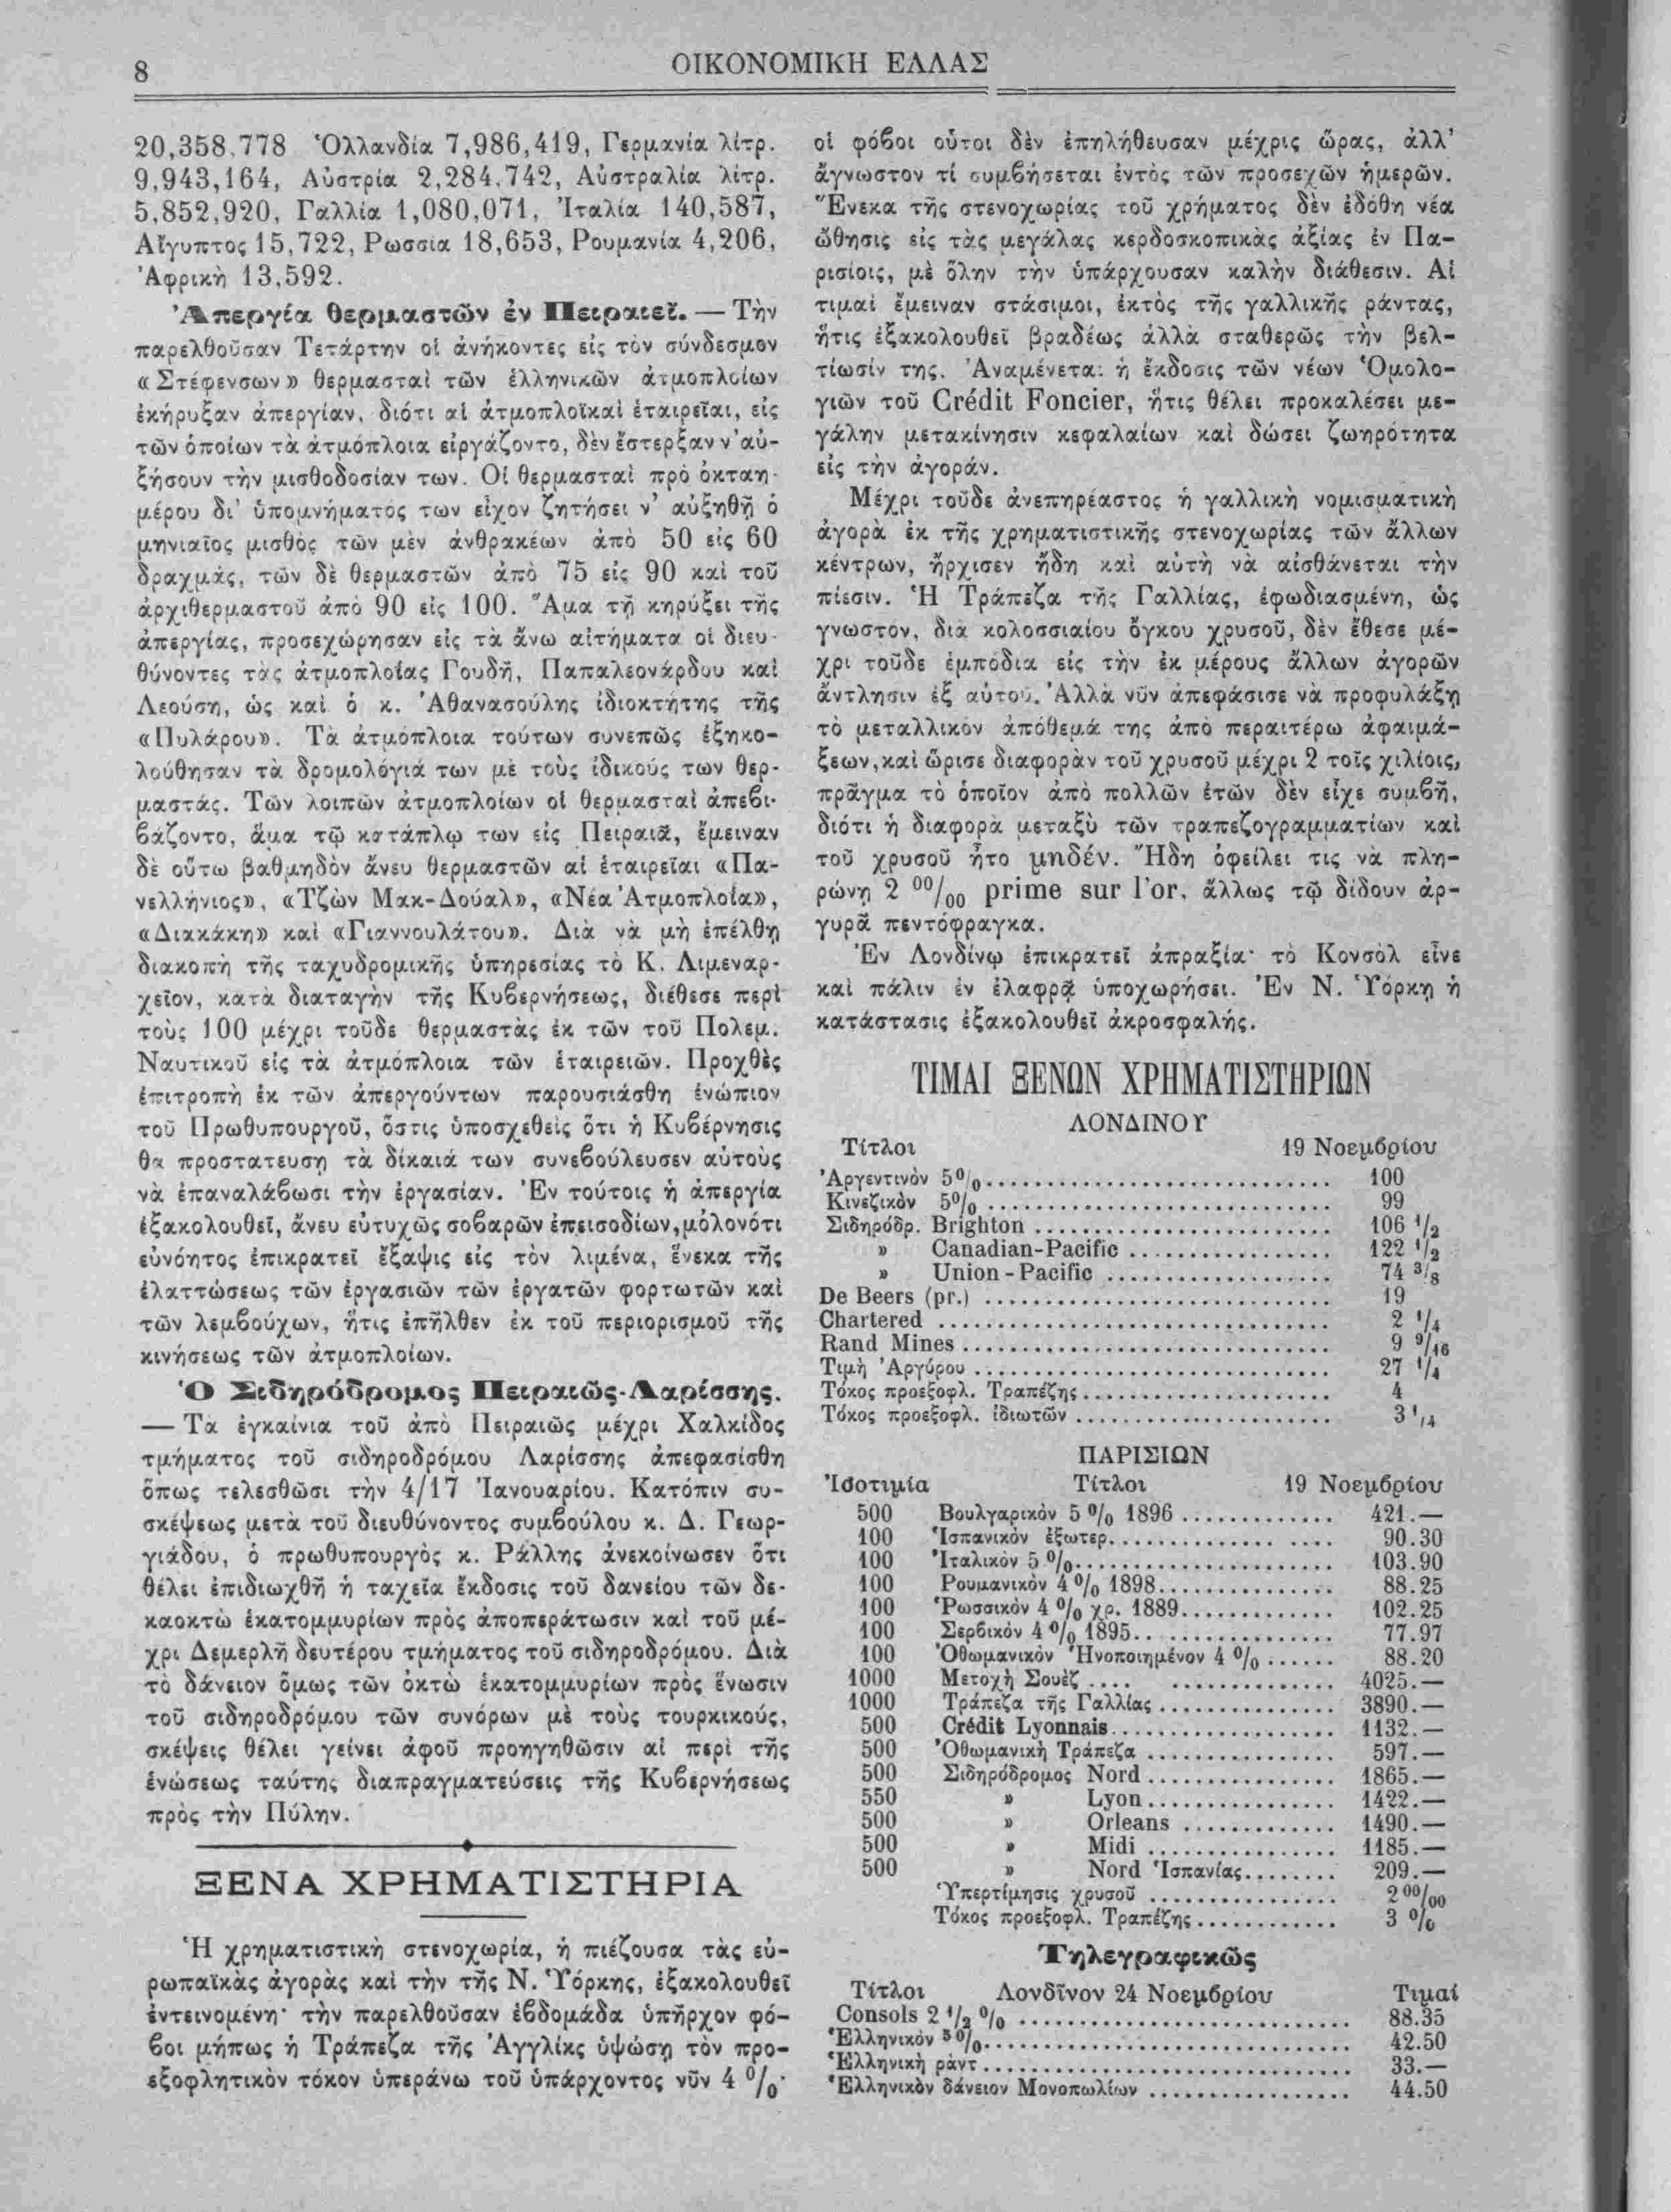 8
ΟΙΚΟΝΟΜΙΚΗ ΕΛΛΑΣ
20,358,778 Ὁλλανδία 7,986,419, Γερμανία λίτρ.
9,943,164, Αὐστρία 2,284,742, Αὐστραλία λίτρ.
5,852,920, Γαλλία 1,080,071, Ἰταλία 140,587,
Αἴγυπτος 15,722, Ρωσσία 18,653, Ρουμανία 4,206,
Ἀφρικὴ 13,592.
Ἀπεργία θερμαστῶν ἐν Πειραιεῖ. — Τὴν
παρελθοῦσαν Τετάρτην οἱ ἀνήκοντες εἰς τὸν σύνδεσμον
«Στέφενσων» θερμασταὶ τῶν ἑλληνικῶν ἀτμοπλοίων
ἐκήρυξαν ἀπεργίαν, διότι αἱ ἀτμοπλοϊκαὶ ἑταιρεῖαι, εἰς
τῶν ὁποίων τὰ ἀτμόπλοια εἰργάζοντο, δὲν ἔστερξαν ν' αὐ-
ξήσουν τὴν μισθοδοσίαν των. Οἱ θερμασταὶ πρὸ ὀκταη-
μέρου δι' ὑπομνήματός των εἶχον ζητήσει ν' αὐξηθῇ ὁ
μηνιαῖος μισθὸς τῶν μὲν ἀνθρακέων ἀπὸ 50 εἰς 60
δραχμάς, τῶν δὲ θερμαστῶν ἀπὸ 75 εἰς 90 καὶ τοῦ
ἀρχιθερμαστοῦ ἀπὸ 90 εἰς 100. Ἅμα τῇ κηρύξει τῆς
ἀπεργίας, προσεχώρησαν εἰς τὰ ἄνω αἰτήματα οἱ διευ-
θύνοντες τὰς ἀτμοπλοΐας Γουδῆ, Παπαλεονάρδου καὶ
Λεούση, ὡς καὶ ὁ κ. Ἀθανασούλης ἰδιοκτήτης τῆς
«Πυλάρου». Τὰ ἀτμόπλοια τούτων συνεπῶς ἐξηκο-
λούθησαν τὰ δρομολόγιά των μὲ τοὺς ἰδικούς των θερ-
μαστάς. Τῶν λοιπῶν ἀτμοπλοίων οἱ θερμασταὶ ἀπεβι-
βάζοντο, ἅμα τῷ κατάπλῳ των εἰς Πειραιᾶ, ἔμειναν
δὲ οὕτω βαθμηδὸν ἄνευ θερμαστῶν αἱ ἑταιρεῖαι «Πα-
νελλήνιος», «Τζὼν Μακ-Δούαλ», «Νέα Ἀτμοπλοΐα»,
«Διακάκη» καὶ «Γιαννουλάτου». Διὰ νὰ μὴ ἐπέλθῃ
διακοπὴ τῆς ταχυδρομικῆς ὑπηρεσίας τὸ Κ. Λιμεναρ-
χεῖον, κατὰ διαταγὴν τῆς Κυβερνήσεως, διέθεσε περὶ
τοὺς 100 μέχρι τοῦδε θερμαστὰς ἐκ τῶν τοῦ Πολεμ.
Ναυτικοῦ εἰς τὰ ἀτμόπλοια τῶν ἑταιρειῶν. Προχθὲς
ἐπιτροπὴ ἐκ τῶν ἀπεργούντων παρουσιάσθη ἐνώπιον
τοῦ Πρωθυπουργοῦ, ὅστις ὑποσχεθεὶς ὅτι ἡ Κυβέρνησις
θα προστατευση τὰ δίκαιά των συνεβούλευσεν αὐτοὺς
νὰ ἐπαναλάβωσι τὴν ἐργασίαν. Ἐν τούτοις ἡ ἀπεργία
ἐξακολουθεῖ, ἄνευ εὐτυχῶς σοβαρῶν ἐπεισοδίων, μόλονότι
εὐνόητος ἐπικρατεῖ ἔξαψις εἰς τὸν λιμένα, ἕνεκα τῆς
ἐλαττώσεως τῶν ἐργασιῶν τῶν ἐργατῶν φορτωτῶν καὶ
τῶν λεμβούχων, ἥτις ἐπῆλθεν ἐκ τοῦ περιορισμοῦ τῆς
κινήσεως τῶν ἀτμοπλοίων.
Ὁ Σιδηρόδρομος Πειραιῶς-Λαρίσσης.
— Τα ἐγκαίνια τοῦ ἀπὸ Πειραιῶς μέχρι Χαλκίδος
τμήματος τοῦ σιδηροδρόμου Λαρίσσης ἀπεφασίσθη
ὅπως τελεσθῶσι τὴν 4/17 Ἰανουαρίου. Κατόπιν συ-
σκέψεως μετὰ τοῦ διευθύνοντος συμβούλου κ. Δ. Γεωρ-
γιάδου, ὁ πρωθυπουργὸς κ. Ράλλης ἀνεκοίνωσεν ὅτι
θέλει ἐπιδιωχθῆ ἡ ταχεῖα ἔκδοσις τοῦ δανείου τῶν δε-
καοκτὼ ἑκατομμυρίων πρὸς ἀποπεράτωσιν καὶ τοῦ μέ-
χρι Δεμερλῆ δευτέρου τμήματος τοῦ σιδηροδρόμου. Διὰ
τὸ δάνειον ὅμως τῶν ὀκτὼ ἑκατομμυρίων πρὸς ἕνωσιν
τοῦ σιδηροδρόμου τῶν συνόρων μὲ τοὺς τουρκικούς,
σκέψεις θέλει γείνει ἀφοῦ προηγηθῶσιν αἱ περὶ τῆς
ἑνώσεως ταύτης διαπραγματεύσεις τῆς Κυβερνήσεως
πρὸς τὴν Πύλην.
ΞΕΝΑ ΧΡΗΜΑΤΙΣΤΗΡΙΑ
Ἡ χρηματιστικὴ στενοχωρία, ἡ πιέζουσα τὰς εὐ-
ρωπαϊκὰς ἀγορὰς καὶ τὴν τῆς Ν. Ὑόρκης, ἐξακολουθεῖ
ἐντεινομένη· τὴν παρελθοῦσαν ἑβδομάδα ὑπῆρχον φό-
βοι μήπως ἡ Τράπεζα τῆς Ἀγγλίκς ὑψώσῃ τὸν προ-
εξοφλητικὸν τόκον ὑπεράνω τοῦ ὑπάρχοντος νῦν 4 %·
οἱ φόβοι οὗτοι δὲν ἐπηλήθευσαν μέχρις ὥρας, ἀλλ'
ἄγνωστον τί συμβήσεται ἐντὸς τῶν προσεχῶν ἡμερῶν.
Ἕνεκα τῆς στενοχωρίας τοῦ χρήματος δὲν ἐδόθη νέα
ὤθησις εἰς τὰς μεγάλας κερδοσκοπικὰς ἀξίας ἐν Πα-
ρισίοις, μὲ ὅλην τὴν ὑπάρχουσαν καλὴν διάθεσιν. Αἱ
τιμαὶ ἔμειναν στάσιμοι, ἐκτὸς τῆς γαλλικῆς ράντας,
ἥτις ἐξακολουθεῖ βραδέως ἀλλὰ σταθερῶς τὴν βελ-
τίωσίν της. Ἀναμένεται ἡ ἔκδοσις τῶν νέων Ὁμολο-
γιῶν τοῦ Crédit Foncier, ἥτις θέλει προκαλέσει με-
γάλην μετακίνησιν κεφαλαίων καὶ δώσει ζωηρότητα
εἰς τὴν ἀγοράν.
Μέχρι τοῦδε ἀνεπηρέαστος ἡ γαλλικὴ νομισματικὴ
ἀγορὰ ἐκ τῆς χρηματιστικῆς στενοχωρίας τῶν ἄλλων
κέντρων, ἤρχισεν ἤδη καὶ αὐτὴ νὰ αἰσθάνεται τὴν
πίεσιν. Ἡ Τράπεζα τῆς Γαλλίας, ἐφωδιασμένη, ὡς
γνωστον, δια κολοσσιαίου ὄγκου χρυσοῦ, δὲν ἔθεσε μέ-
χρι τοῦδε ἐμπόδια εἰς τὴν ἐκ μέρους ἄλλων ἀγορῶν
ἄντλησιν ἐξ αὐτοῦ. Ἀλλὰ νῦν ἀπεφάσισε νὰ προφυλάξῃ
τὸ μεταλλικὸν ἀπόθεμά της ἀπὸ περαιτέρω ἀφαιμά-
ξεων, καὶ ὥρισε διαφορὰν τοῦ χρυσοῦ μέχρι 2 τοῖς χιλίοις,
πρᾶγμα τὸ ὁποῖον ἀπὸ πολλῶν ἐτῶν δὲν εἶχε συμβῆ,
διότι ἡ διαφορὰ μεταξὺ τῶν τραπεζογραμματίων καὶ
τοῦ χρυσοῦ ἦτο μηδέν. Ἤδη ὀφείλει τις νὰ πλη-
ρώνῃ 2 ⁰⁰/₀₀ prime sur l'or, ἄλλως τῷ δίδουν ἀρ-
γυρᾶ πεντόφραγκα.
Ἐν Λονδίνῳ ἐπικρατεῖ ἀπραξία· τὸ Κονσὸλ εἶνε
καὶ πάλιν ἐν ἐλαφρᾷ ὑποχωρήσει. Ἐν Ν. Ὑόρκῃ ἡ
κατάστασις ἐξακολουθεῖ ἀκροσφαλής.
ΤΙΜΑΙ ΞΕΝΩΝ ΧΡΗΜΑΤΙΣΤΗΡΙΩΝ
ΛΟΝΔΙΝΟΥ
Τίτλοι 19 Νοεμβρίου
Ἀργεντινὸν 5% 100
Κινεζικὸν 5% 99
Σιδηρόδρ. Brighton 106 1/2
» Canadian-Pacific 122 1/2
» Union-Pacific 74 3/8
De Beers (pr.) 19
Chartered 2 1/4
Rand Mines 9 9/16
Τιμὴ Ἀργύρου 27 1/4
Τόκος προεξοφλ. Τραπέζης 4
Τόκος προεξοφλ. ἰδιωτῶν 3 1/4
ΠΑΡΙΣΙΩΝ
Ἰσοτιμία Τίτλοι 19 Νοεμβρίου
500 Βουλγαρικὸν 5 % 1896 421.—
100 Ἱσπανικὸν ἐξωτερ. 90.30
100 Ἰταλικὸν 5 % 103.90
100 Ρουμανικὸν 4 % 1898 88.25
100 Ῥωσσικὸν 4 % χρ. 1889 102.25
100 Σερβικὸν 4 % 1895 77.97
100 Ὀθωμανικὸν Ἡνοποιημένον 4 % 88.20
1000 Μετοχὴ Σουὲζ 4025.—
1000 Τράπεζα τῆς Γαλλίας 3890.—
500 Crédit Lyonnais 1132.—
500 Ὀθωμανικὴ Τράπεζα 597.—
500 Σιδηρόδρομος Nord 1865.—
550 » Lyon 1422.—
500 » Orleans 1490.—
500 » Midi 1185.—
500 » Nord Ἱσπανίας 209.—
Ὑπερτίμησις χρυσοῦ 2 ⁰⁰/₀₀
Τόκος προεξοφλ. Τραπέζης 3 %
Τηλεγραφικῶς
Τίτλοι Λονδῖνον 24 Νοεμβρίου Τιμαί
Consols 2 1/2 % 88.35
Ἑλληνικὸν 5 % 42.50
Ἑλληνικὴ ράντ 33.—
Ἑλληνικὸν δάνειον Μονοπωλίων 44.50